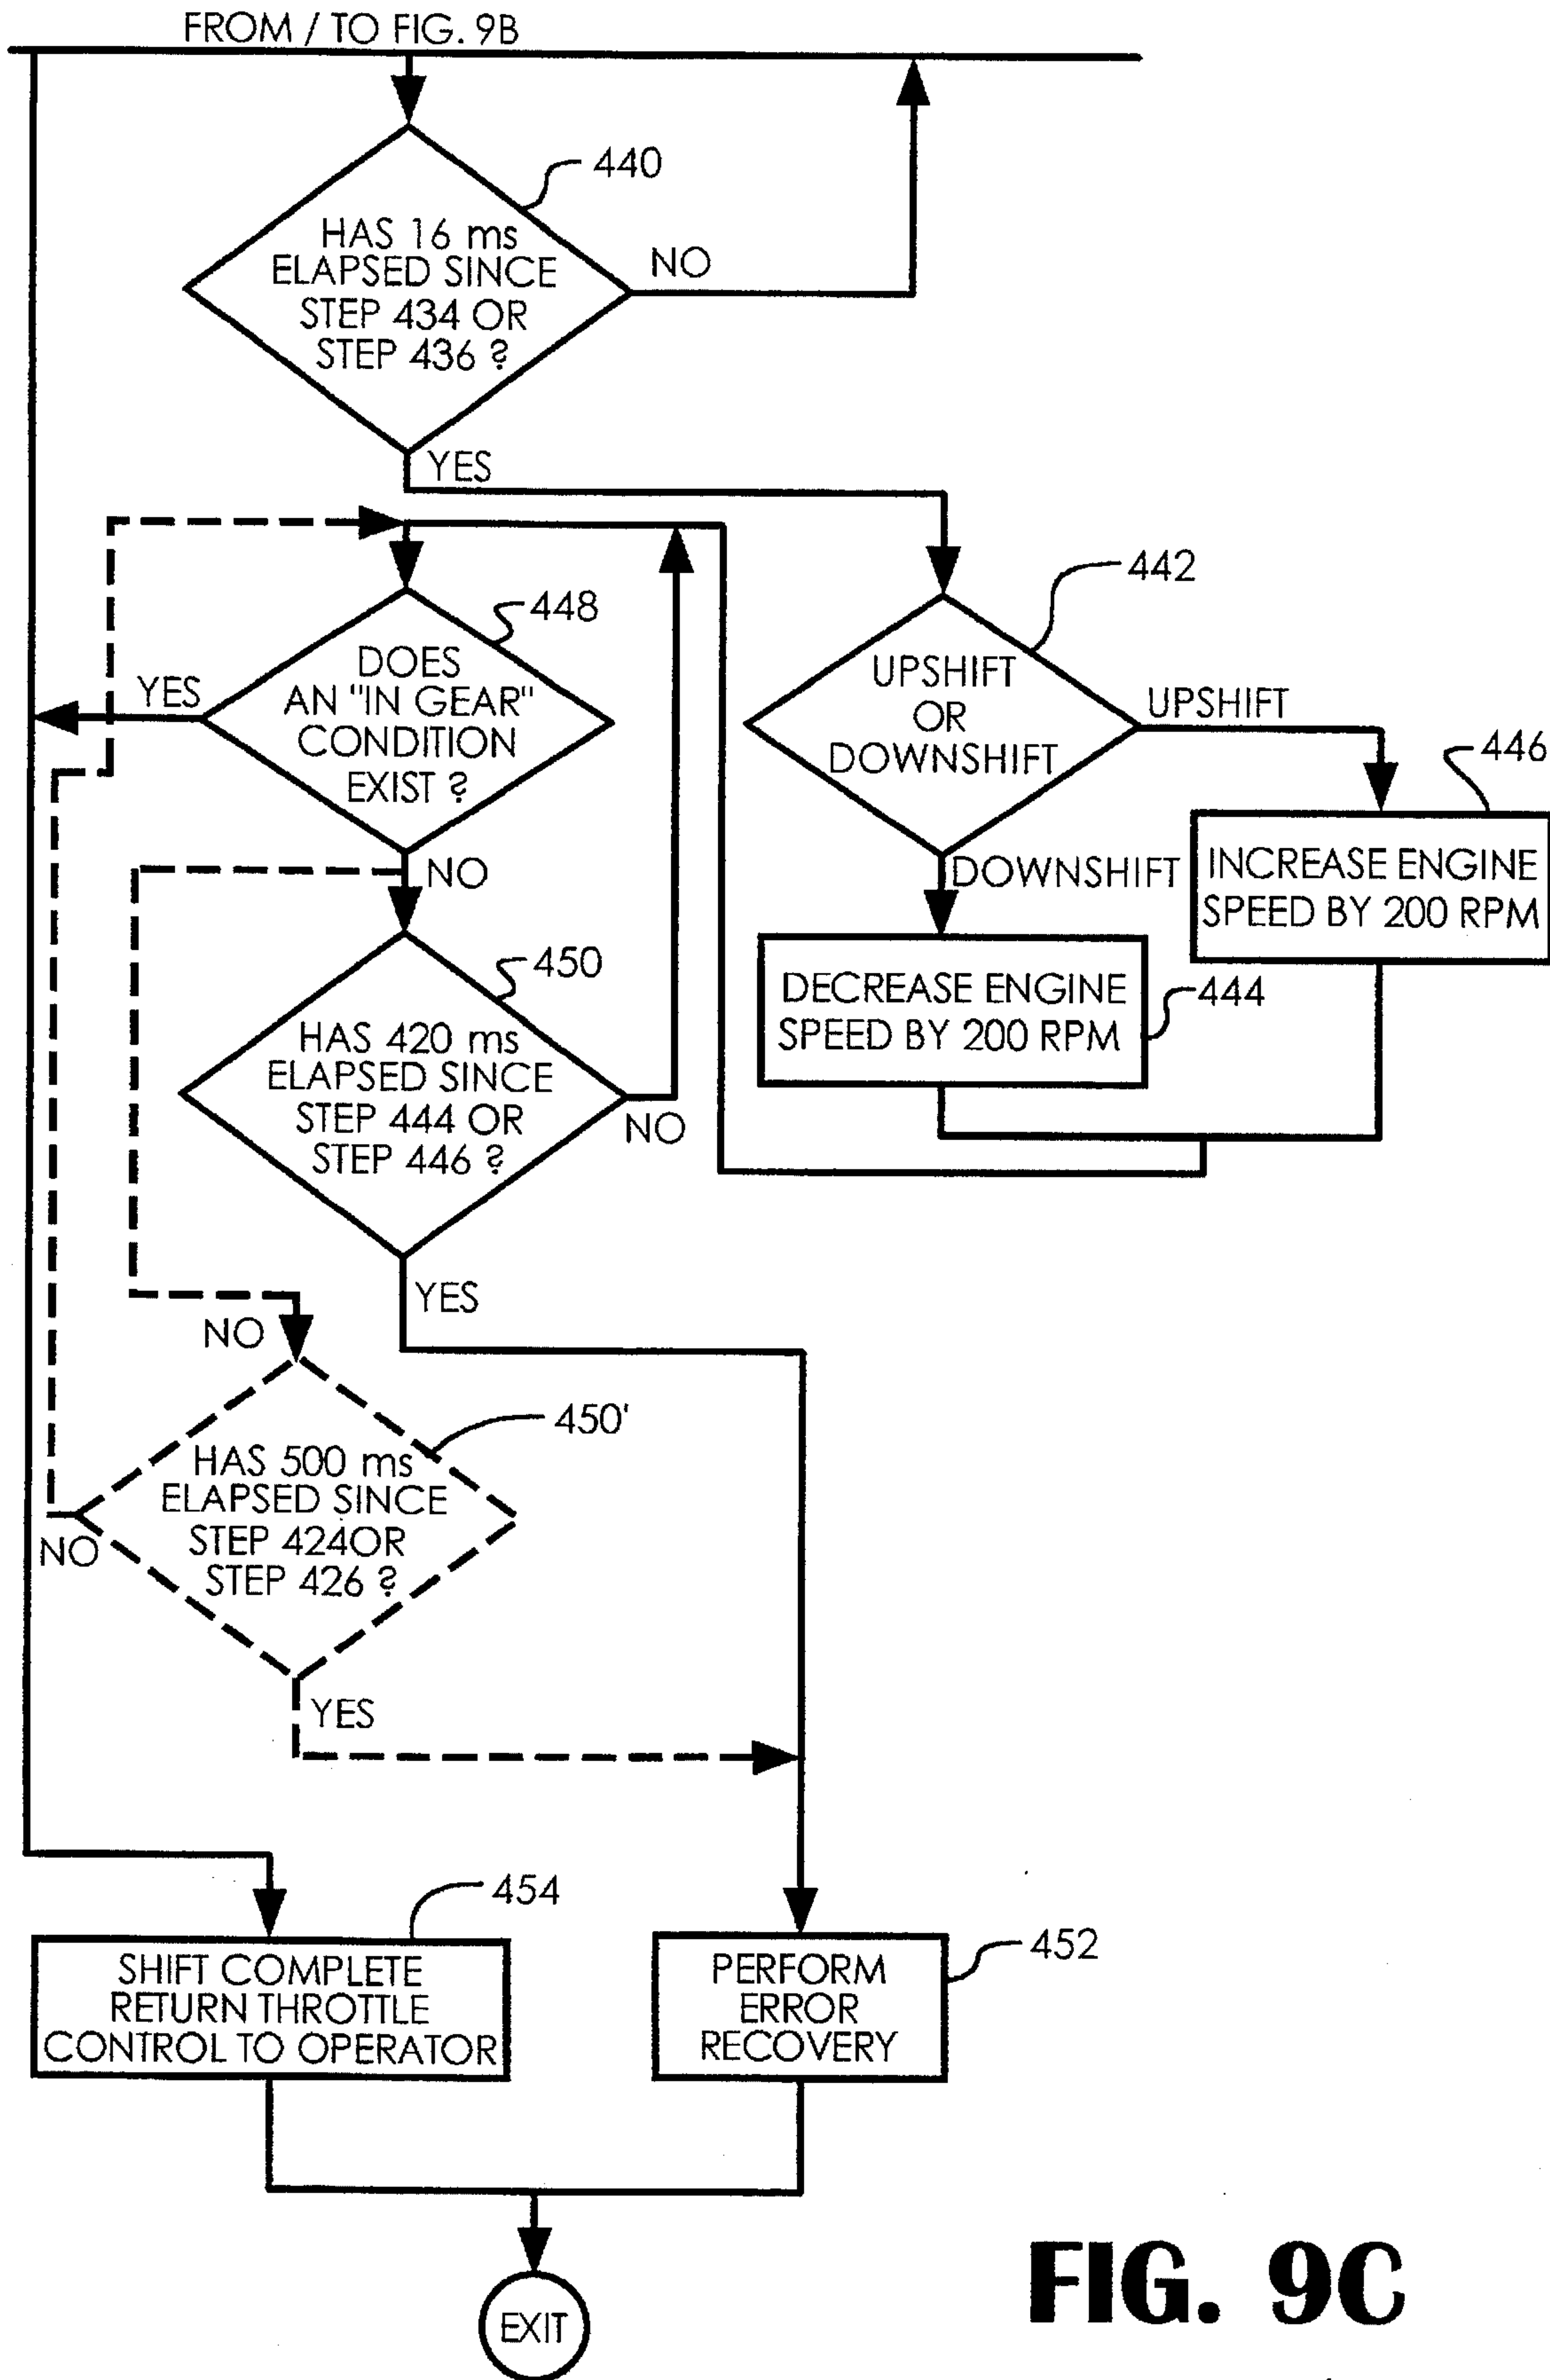 FROM / TO FIG. 9B
440
HAS 16 ms
ELAPSED SINCE
STEP 434 OR
STEP 436 ?
NO
YES
442
UPSHIFT
OR
DOWNSHIFT
UPSHIFT
DOWNSHIFT
446
INCREASE ENGINE
SPEED BY 200 RPM
444
DECREASE ENGINE
SPEED BY 200 RPM
448
DOES
AN "IN GEAR"
CONDITION
EXIST ?
YES
NO
450
HAS 420 ms
ELAPSED SINCE
STEP 444 OR
STEP 446 ?
NO
YES
NO
450'
HAS 500 ms
ELAPSED SINCE
STEP 424OR
STEP 426 ?
NO
YES
454
SHIFT COMPLETE
RETURN THROTTLE
CONTROL TO OPERATOR
452
PERFORM
ERROR
RECOVERY
EXIT
FIG. 9C